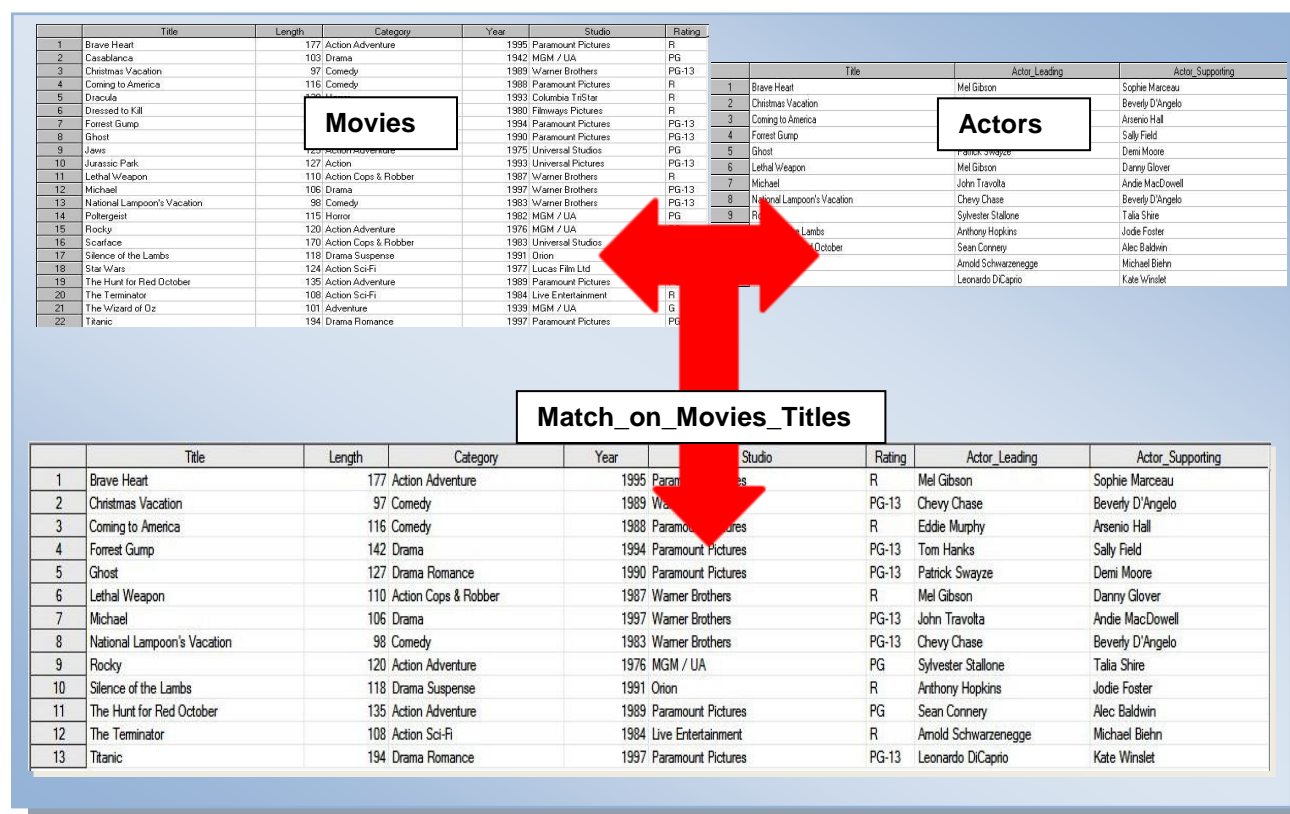 Title Length Category Year Studio Rating
1 Brave Heart 177 Action Adventure 1995 Paramount Pictures R
2 Casablanca 103 Drama 1942 MGM / UA PG
3 Christmas Vacation 97 Comedy 1989 Warner Brothers PG-13
4 Coming to America 116 Comedy 1988 Paramount Pictures R
5 Dracula 1993 Columbia TriStar R
6 Dressed to Kill 1980 Filmways Pictures R
7 Forrest Gump 1994 Paramount Pictures PG-13
8 Ghost 1990 Paramount Pictures PG-13
9 Jaws 1975 Universal Studios PG
10 Jurassic Park 127 Action 1993 Universal Pictures PG-13
11 Lethal Weapon 110 Action Cops & Robber 1987 Warner Brothers R
12 Michael 106 Drama 1997 Warner Brothers PG-13
13 National Lampoon's Vacation 98 Comedy 1983 Warner Brothers PG-13
14 Poltergeist 115 Horror 1982 MGM / UA PG
15 Rocky 120 Action Adventure 1976 MGM / UA
16 Scarface 170 Action Cops & Robber 1983 Universal Studios
17 Silence of the Lambs 118 Drama Suspense 1991 Orion
18 Star Wars 124 Action Sci-Fi 1977 Lucas Film Ltd
19 The Hunt for Red October 135 Action Adventure 1989 Paramount Pictures
20 The Terminator 108 Action Sci-Fi 1984 Live Entertainment R
21 The Wizard of Oz 101 Adventure 1939 MGM / UA G
22 Titanic 194 Drama Romance 1997 Paramount Pictures
Movies
Title Actor_Leading Actor_Supporting
1 Brave Heart Mel Gibson Sophie Marceau
2 Christmas Vacation Beverly D'Angelo
3 Coming to America Arsenio Hall
4 Forrest Gump Sally Field
5 Ghost Patrick Swayze Demi Moore
6 Lethal Weapon Mel Gibson Danny Glover
7 Michael John Travolta Andie MacDowell
8 National Lampoon's Vacation Chevy Chase Beverly D'Angelo
9 Sylvester Stallone Talia Shire
Lambs Anthony Hopkins Jodie Foster
October Sean Connery Alec Baldwin
Arnold Schwarzenegge Michael Biehn
Leonardo DiCaprio Kate Winslet
Actors
Match_on_Movies_Titles
Title Length Category Year Studio Rating Actor_Leading Actor_Supporting
1 Brave Heart 177 Action Adventure 1995 R Mel Gibson Sophie Marceau
2 Christmas Vacation 97 Comedy 1989 PG-13 Chevy Chase Beverly D'Angelo
3 Coming to America 116 Comedy 1988 R Eddie Murphy Arsenio Hall
4 Forrest Gump 142 Drama 1994 Paramount Pictures PG-13 Tom Hanks Sally Field
5 Ghost 127 Drama Romance 1990 Paramount Pictures PG-13 Patrick Swayze Demi Moore
6 Lethal Weapon 110 Action Cops & Robber 1987 Warner Brothers R Mel Gibson Danny Glover
7 Michael 106 Drama 1997 Warner Brothers PG-13 John Travolta Andie MacDowell
8 National Lampoon's Vacation 98 Comedy 1983 Warner Brothers PG-13 Chevy Chase Beverly D'Angelo
9 Rocky 120 Action Adventure 1976 MGM / UA PG Sylvester Stallone Talia Shire
10 Silence of the Lambs 118 Drama Suspense 1991 Orion R Anthony Hopkins Jodie Foster
11 The Hunt for Red October 135 Action Adventure 1989 Paramount Pictures PG Sean Connery Alec Baldwin
12 The Terminator 108 Action Sci-Fi 1984 Live Entertainment R Arnold Schwarzenegge Michael Biehn
13 Titanic 194 Drama Romance 1997 Paramount Pictures PG-13 Leonardo DiCaprio Kate Winslet